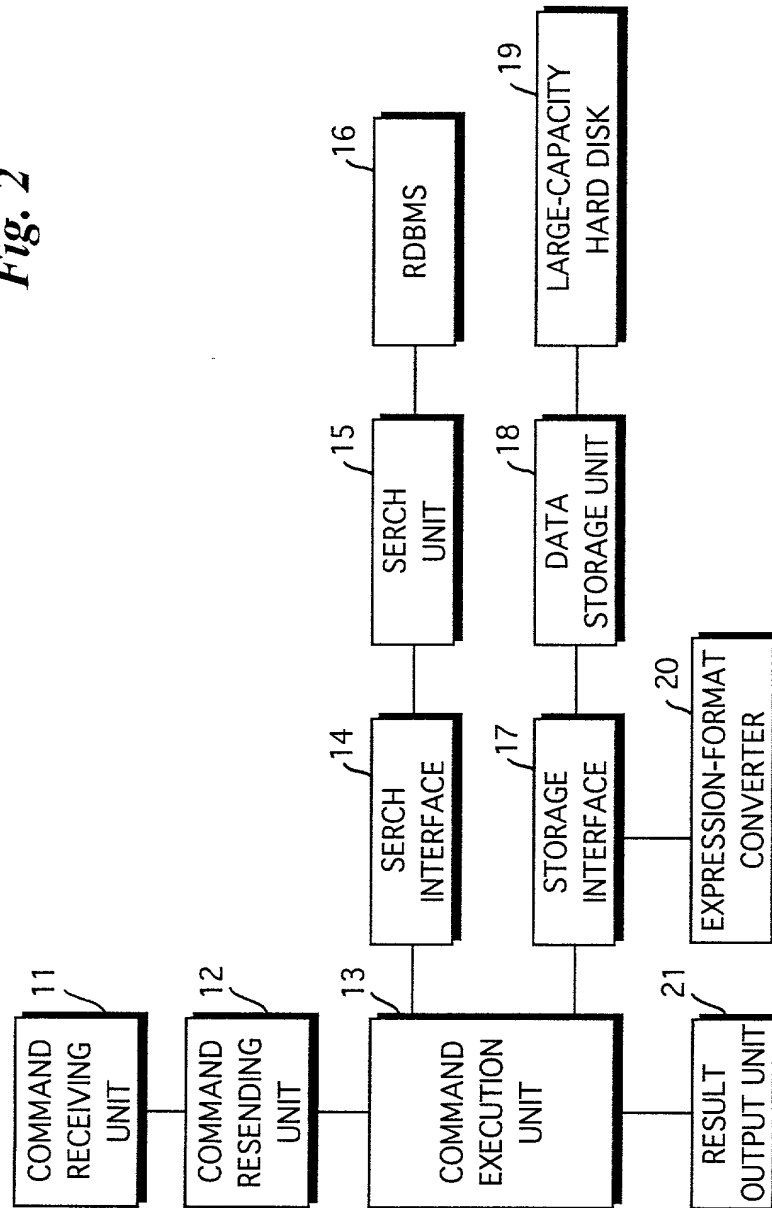 Fig. 2
11
COMMAND
RECEIVING
UNIT
12
COMMAND
RESENDING
UNIT
13
COMMAND
EXECUTION
UNIT
14
SERCH
INTERFACE
15
SERCH
UNIT
16
RDBMS
17
STORAGE
INTERFACE
18
DATA
STORAGE UNIT
19
LARGE-CAPACITY
HARD DISK
20
EXPRESSION-FORMAT
CONVERTER
21
RESULT
OUTPUT UNIT